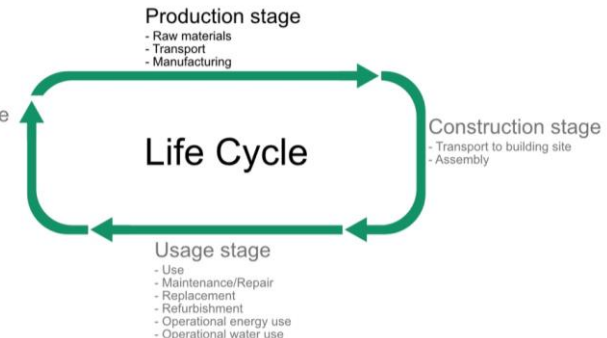 Production stage
- Raw materials
- Transport
- Manufacturing
Life Cycle
Construction stage
- Transport to building site
- Assembly
Usage stage
- Use
- Maintenance/Repair
- Replacement
- Refurbishment
- Operational energy use
- Operational water use